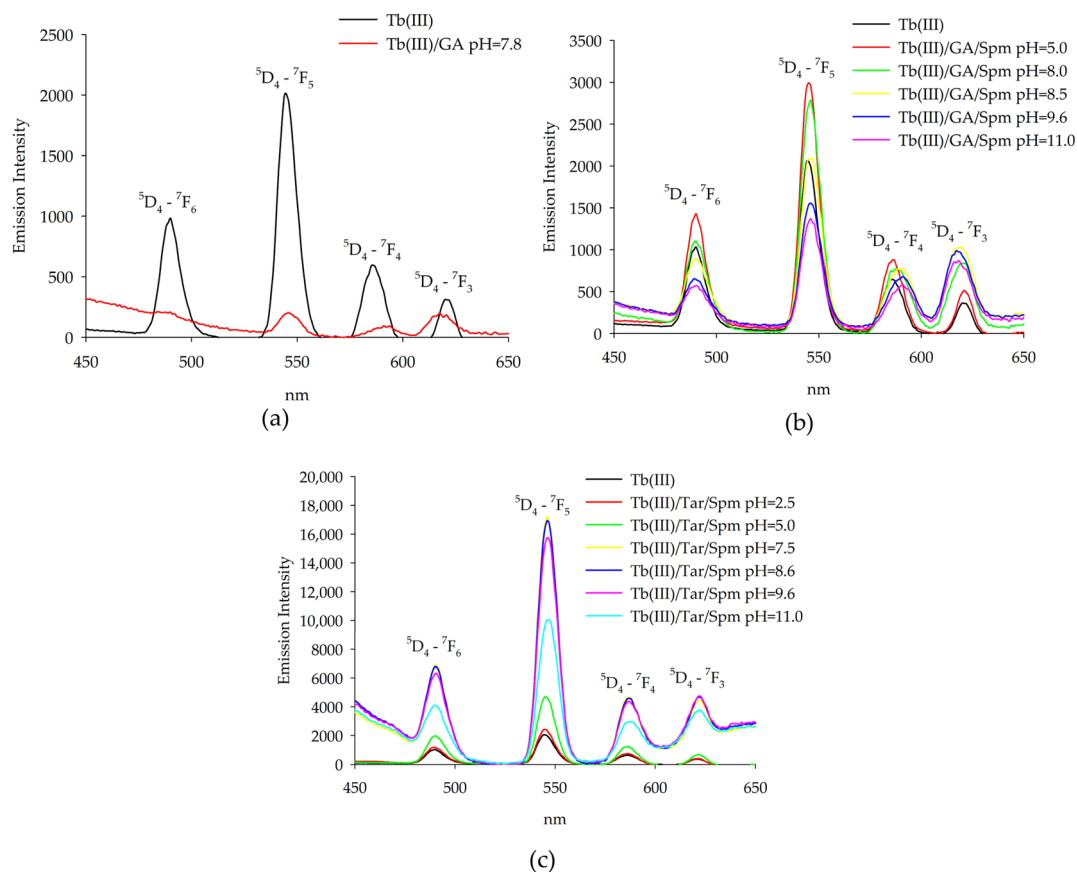 Tb(III)
Tb(III)/GA pH=7.8
2500
2000
1500
1000
500
0
Emission Intensity
⁵D₄ - ⁷F₆
⁵D₄ - ⁷F₅
⁵D₄ - ⁷F₄
⁵D₄ - ⁷F₃
450 500 550 600 650
nm
(a)
Tb(III)
Tb(III)/GA/Spm pH=5.0
Tb(III)/GA/Spm pH=8.0
Tb(III)/GA/Spm pH=8.5
Tb(III)/GA/Spm pH=9.6
Tb(III)/GA/Spm pH=11.0
3500
3000
2500
2000
1500
1000
500
0
Emission Intensity
⁵D₄ - ⁷F₆
⁵D₄ - ⁷F₅
⁵D₄ - ⁷F₄
⁵D₄ - ⁷F₃
450 500 550 600 650
nm
(b)
Tb(III)
Tb(III)/Tar/Spm pH=2.5
Tb(III)/Tar/Spm pH=5.0
Tb(III)/Tar/Spm pH=7.5
Tb(III)/Tar/Spm pH=8.6
Tb(III)/Tar/Spm pH=9.6
Tb(III)/Tar/Spm pH=11.0
20,000
18,000
16,000
14,000
12,000
10,000
8000
6000
4000
2000
0
Emission Intensity
⁵D₄ - ⁷F₆
⁵D₄ - ⁷F₅
⁵D₄ - ⁷F₄
⁵D₄ - ⁷F₃
450 500 550 600 650
nm
(c)